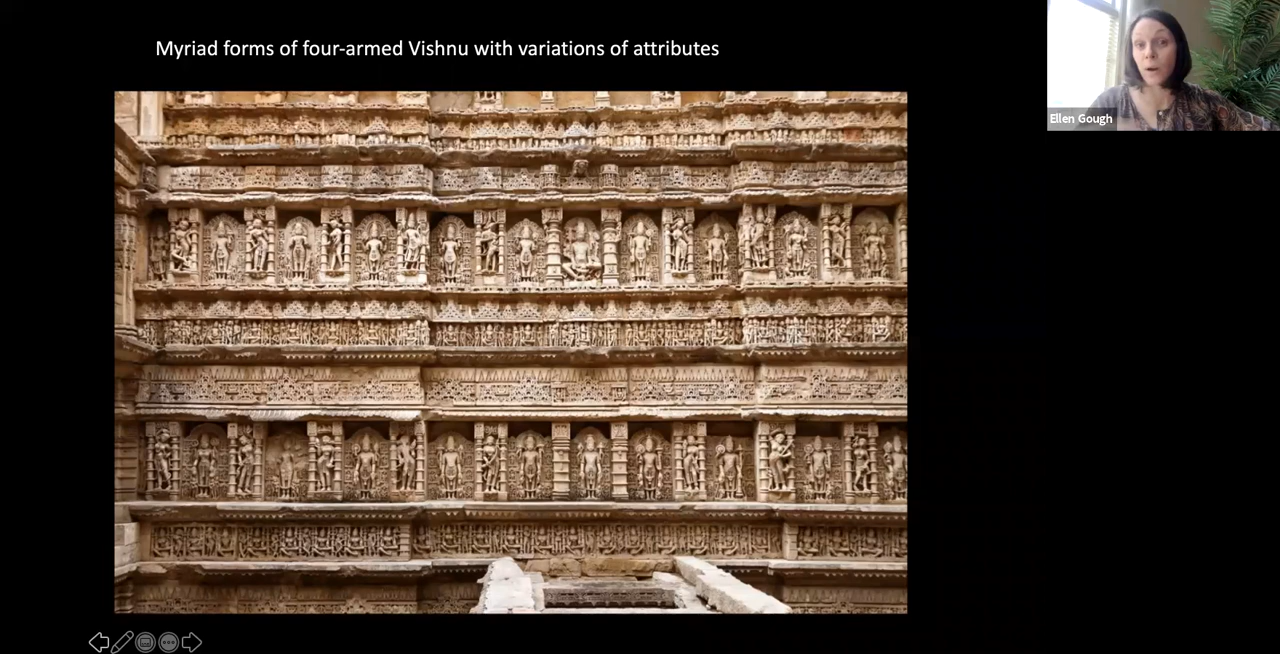 Myriad forms of four-armed Vishnu with variations of attributes
Ellen Gough